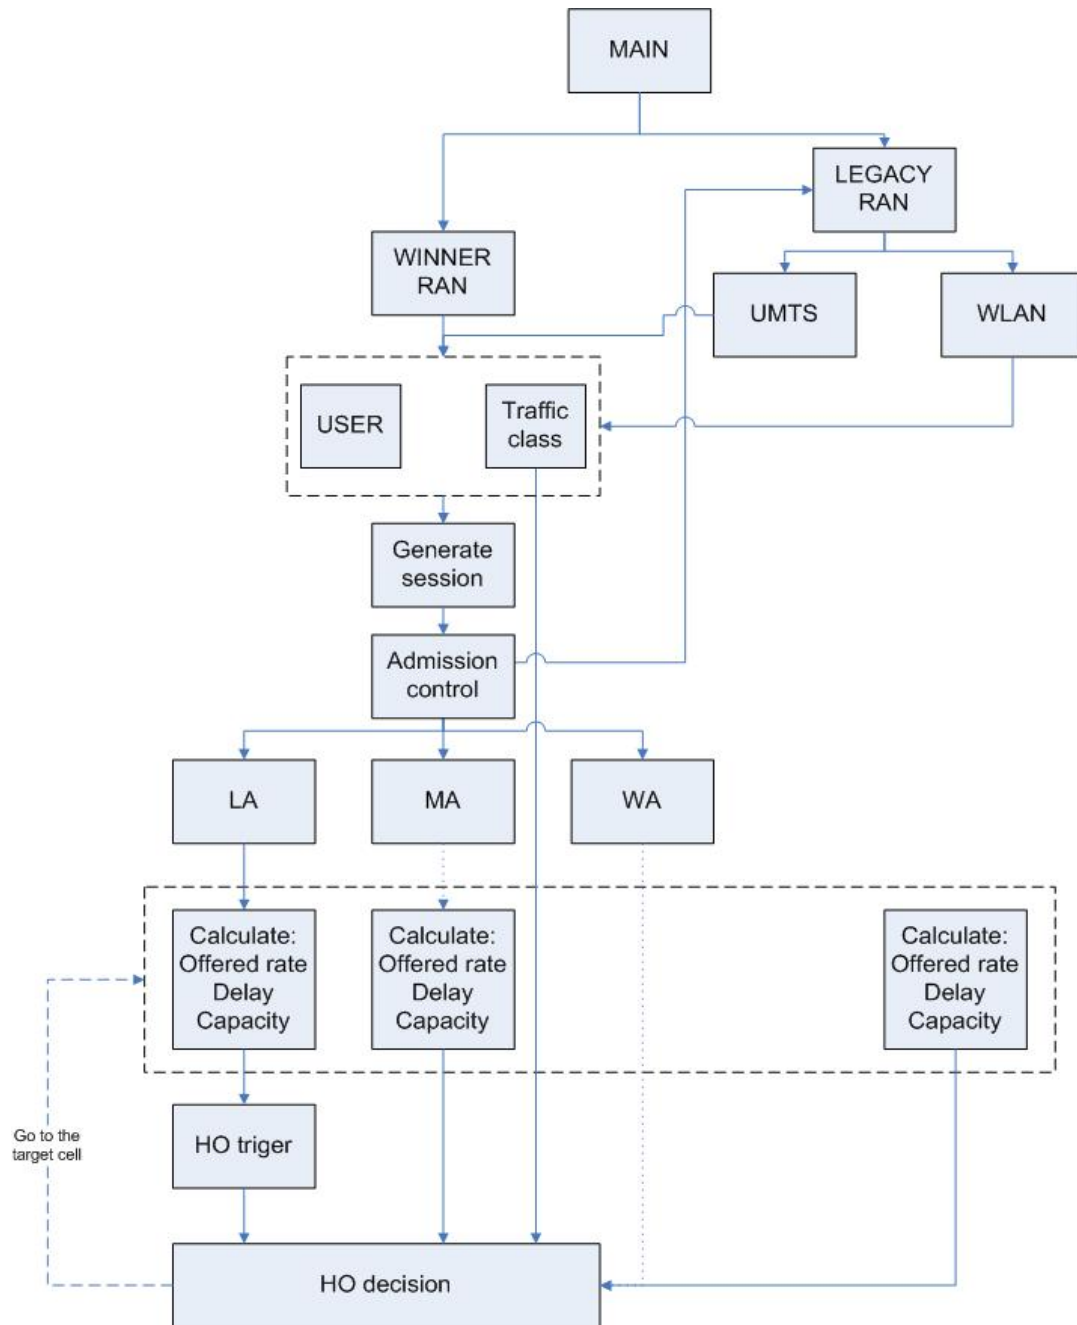 MAIN
LEGACY
RAN
WINNER
RAN
UMTS
WLAN
USER
Traffic
class
Generate
session
Admission
control
LA
MA
WA
Calculate:
Offered rate
Delay
Capacity
Calculate:
Offered rate
Delay
Capacity
Calculate:
Offered rate
Delay
Capacity
Go to the
target cell
HO triger
HO decision